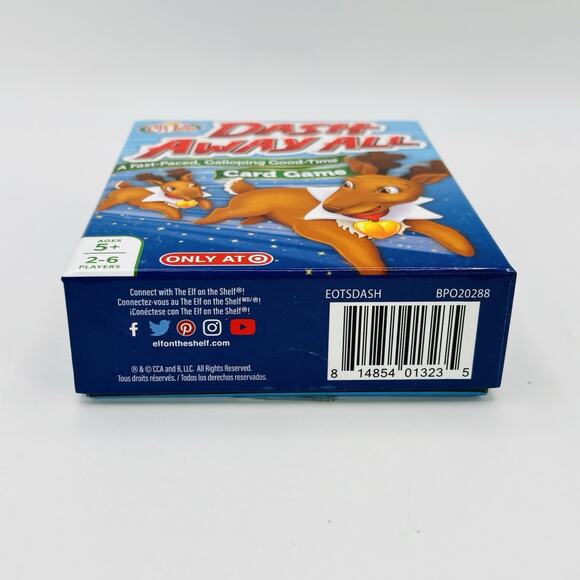 DASH
AWAY ALL
A Fast-Paced, Galloping Good-Time
Card Game
AGES
5+
2-6
PLAYERS
ONLY AT
Connect with The Elf on the Shelf®!
Connectez-vous au The Elf on the Shelf MD/®!
¡Conéctese con The Elf on the Shelf®!
elfontheshelf.com
® & © CCA and B, LLC. All Rights Reserved.
Tous droits réservés. / Todos los derechos reservados.
EOTSDASH BPO20288
8 14854 01323 5